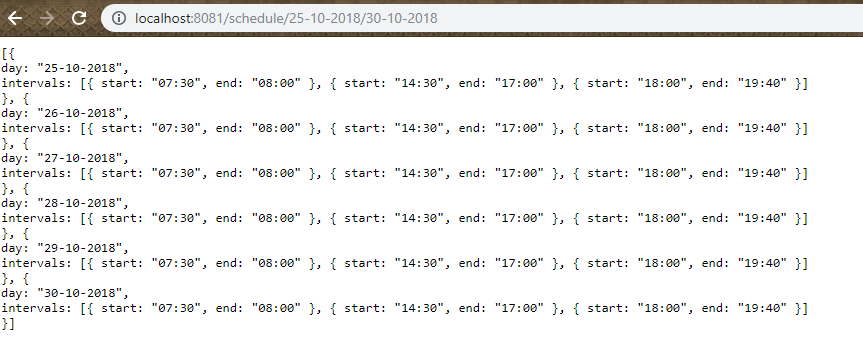 localhost:8081/schedule/25-10-2018/30-10-2018
[{
day: "25-10-2018",
intervals: [{ start: "07:30", end: "08:00" }, { start: "14:30", end: "17:00" }, { start: "18:00", end: "19:40" }]
}, {
day: "26-10-2018",
intervals: [{ start: "07:30", end: "08:00" }, { start: "14:30", end: "17:00" }, { start: "18:00", end: "19:40" }]
}, {
day: "27-10-2018",
intervals: [{ start: "07:30", end: "08:00" }, { start: "14:30", end: "17:00" }, { start: "18:00", end: "19:40" }]
}, {
day: "28-10-2018",
intervals: [{ start: "07:30", end: "08:00" }, { start: "14:30", end: "17:00" }, { start: "18:00", end: "19:40" }]
}, {
day: "29-10-2018",
intervals: [{ start: "07:30", end: "08:00" }, { start: "14:30", end: "17:00" }, { start: "18:00", end: "19:40" }]
}, {
day: "30-10-2018",
intervals: [{ start: "07:30", end: "08:00" }, { start: "14:30", end: "17:00" }, { start: "18:00", end: "19:40" }]
}]